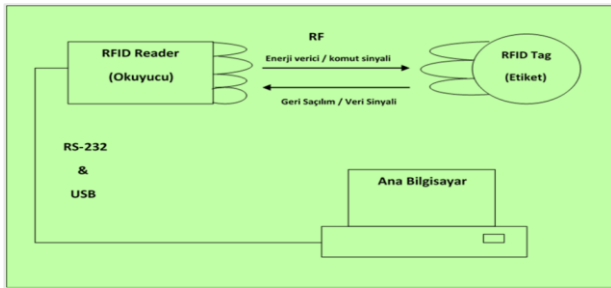 RFID Reader
(Okuyucu)
RF
Enerji verici / komut sinyali
Geri Saçılım / Veri Sinyali
RFID Tag
(Etiket)
RS-232
&
USB
Ana Bilgisayar